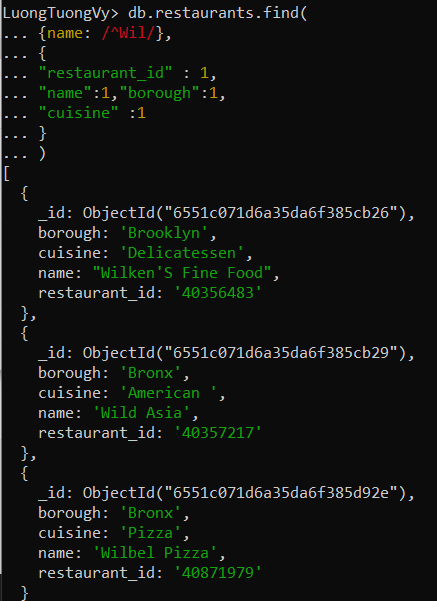 LuongTuongVy> db.restaurants.find(
... {name: /^Wil/},
... {
... "restaurant_id" : 1,
... "name":1,"borough":1,
... "cuisine" :1
... }
... )
[
  {
    _id: ObjectId("6551c071d6a35da6f385cb26"),
    borough: 'Brooklyn',
    cuisine: 'Delicatessen',
    name: "Wilken'S Fine Food",
    restaurant_id: '40356483'
  },
  {
    _id: ObjectId("6551c071d6a35da6f385cb29"),
    borough: 'Bronx',
    cuisine: 'American ',
    name: 'Wild Asia',
    restaurant_id: '40357217'
  },
  {
    _id: ObjectId("6551c071d6a35da6f385d92e"),
    borough: 'Bronx',
    cuisine: 'Pizza',
    name: 'Wilbel Pizza',
    restaurant_id: '40871979'
  }